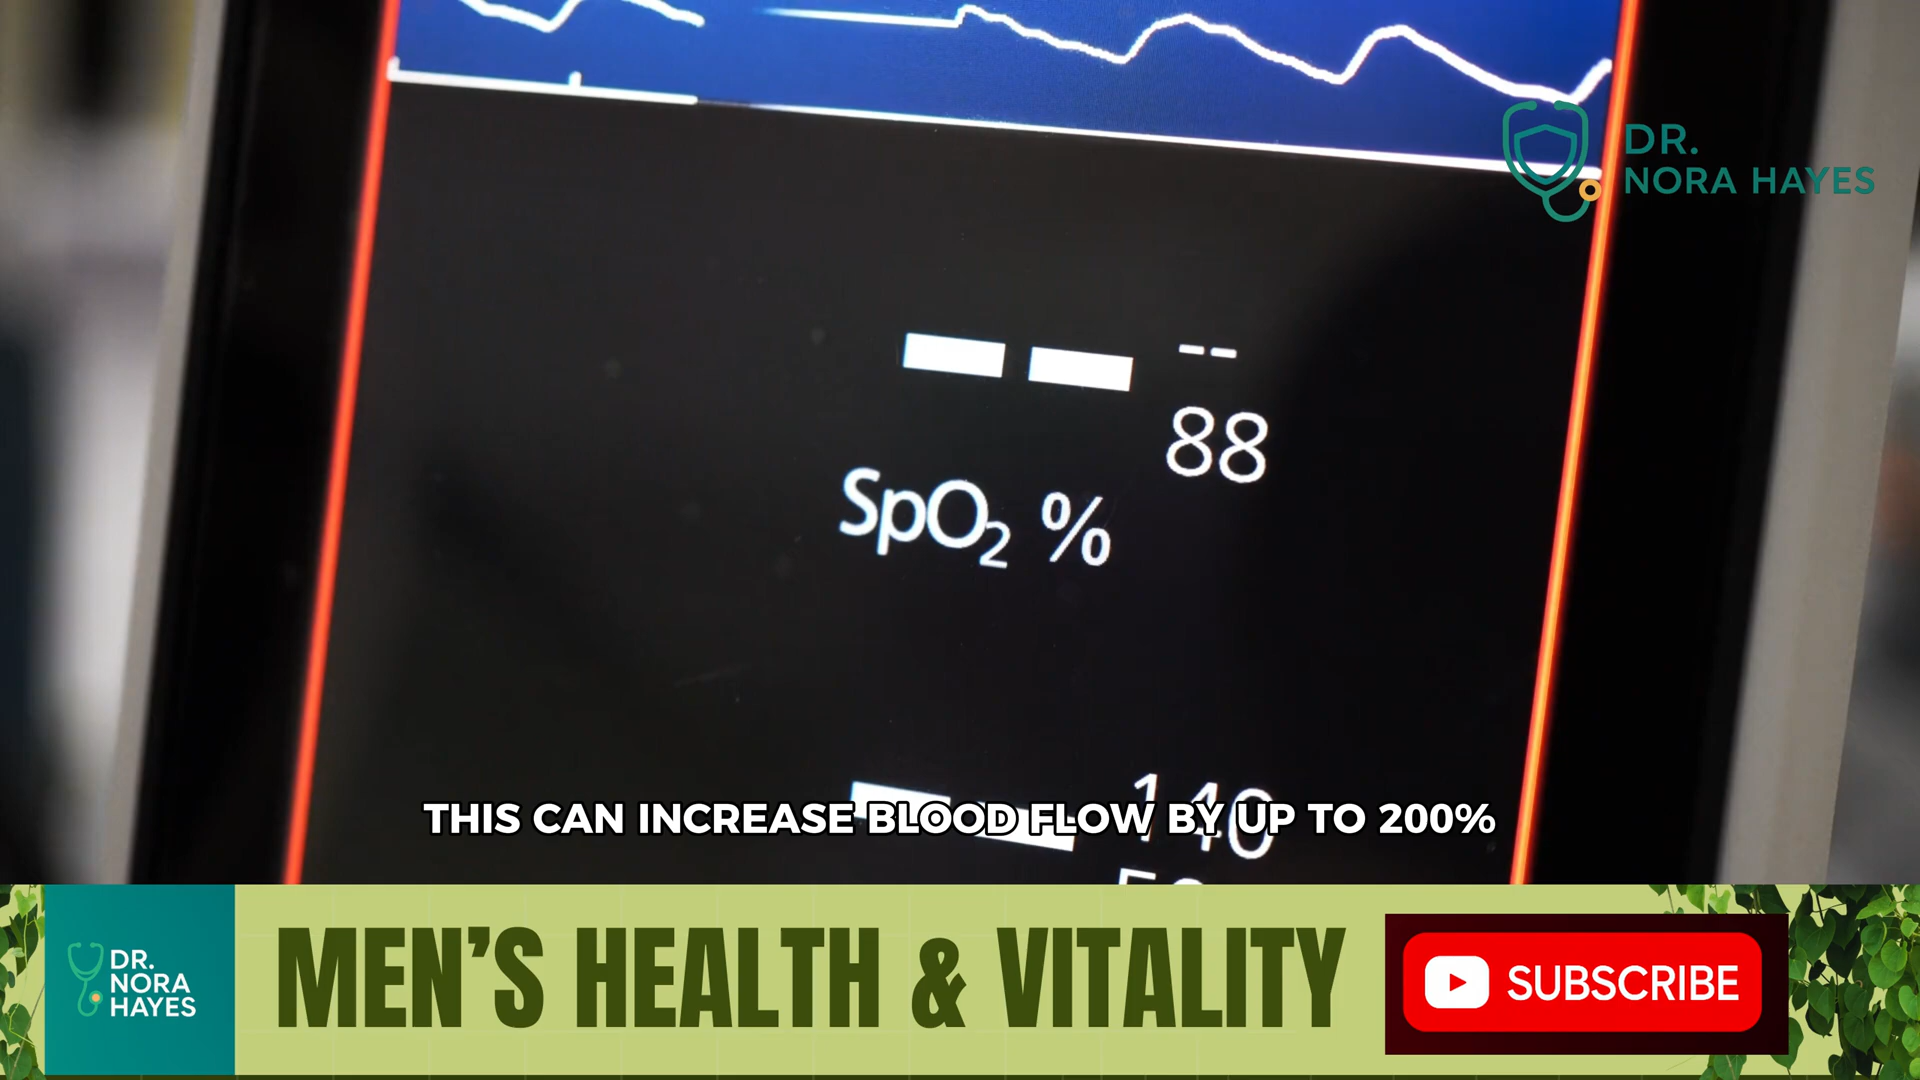 DR.
NORA HAYES
--
88
SpO₂ %
140
THIS CAN INCREASE BLOOD FLOW BY UP TO 200%
DR.
NORA
HAYES
MEN'S HEALTH & VITALITY
SUBSCRIBE